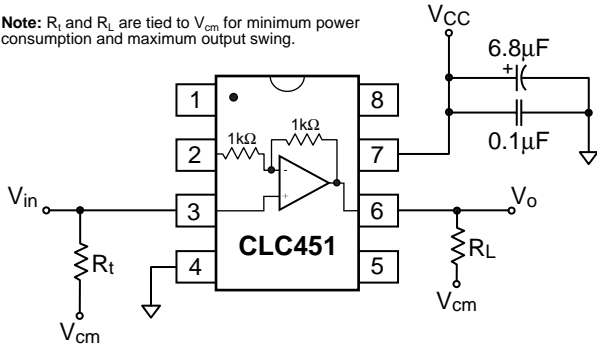 Note: Rt and RL are tied to Vcm for minimum power
consumption and maximum output swing.
VCC
6.8μF
+
0.1μF
1
8
1kΩ
1kΩ
2
7
-
+
Vin
3
6
Vo
CLC451
Rt
4
5
RL
Vcm
Vcm